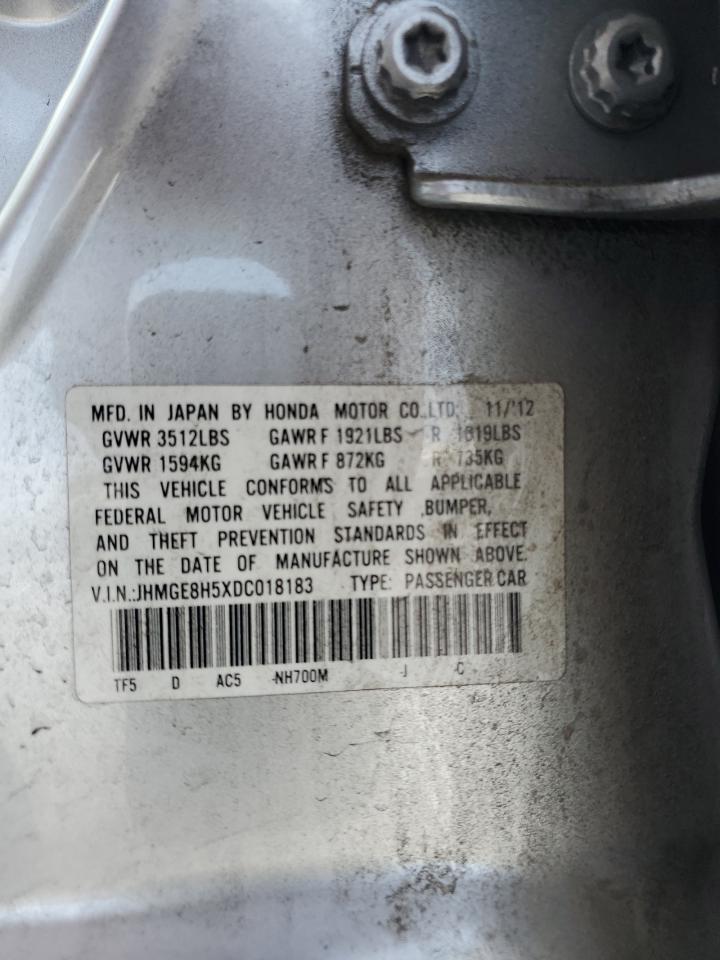 MFD. IN JAPAN BY HONDA MOTOR CO.,LTD. 11/'12
GVWR 3512LBS GAWR F 1921LBS R 1619LBS
GVWR 1594KG GAWR F 872KG R 735KG
THIS VEHICLE CONFORMS TO ALL APPLICABLE
FEDERAL MOTOR VEHICLE SAFETY ,BUMPER,
AND THEFT PREVENTION STANDARDS IN EFFECT
ON THE DATE OF MANUFACTURE SHOWN ABOVE.
V.I.N.:JHMGE8H5XDC018183 TYPE: PASSENGER CAR
TF5 D AC5 -NH700M -J C